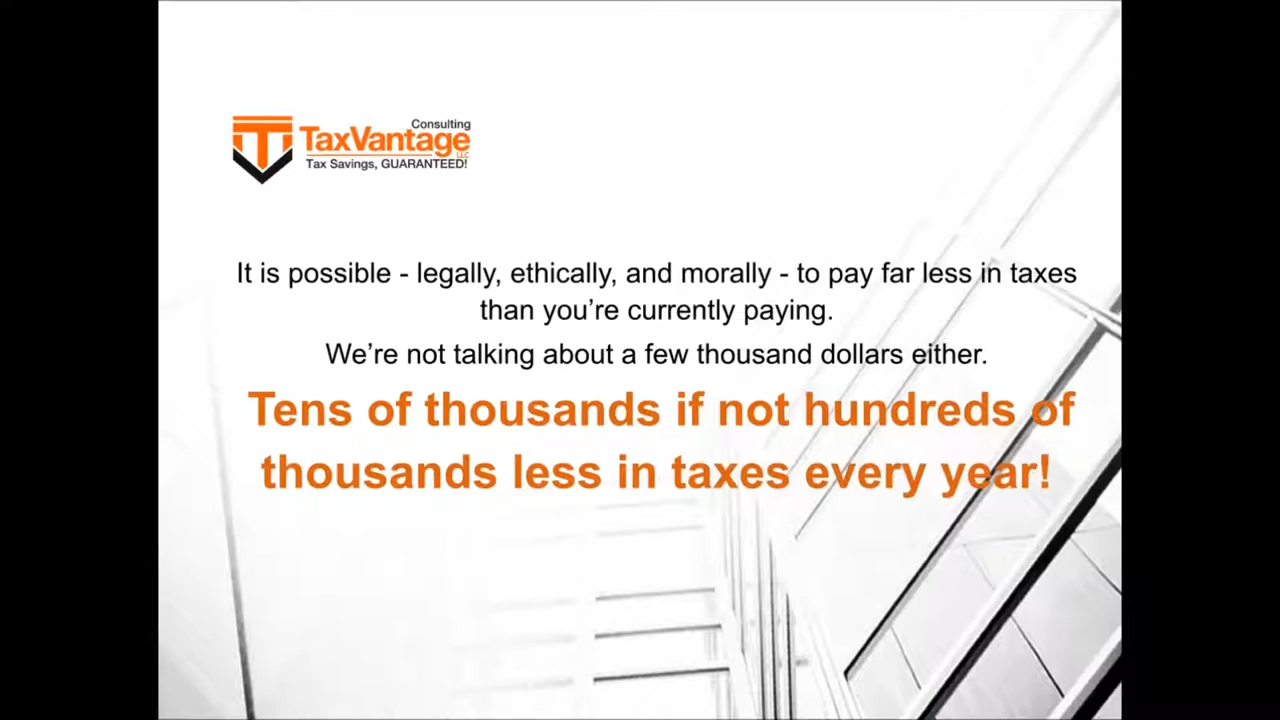 Consulting
TaxVantage
LLC
Tax Savings, GUARANTEED!
It is possible - legally, ethically, and morally - to pay far less in taxes
than you’re currently paying.
We’re not talking about a few thousand dollars either.
Tens of thousands if not hundreds of
thousands less in taxes every year!